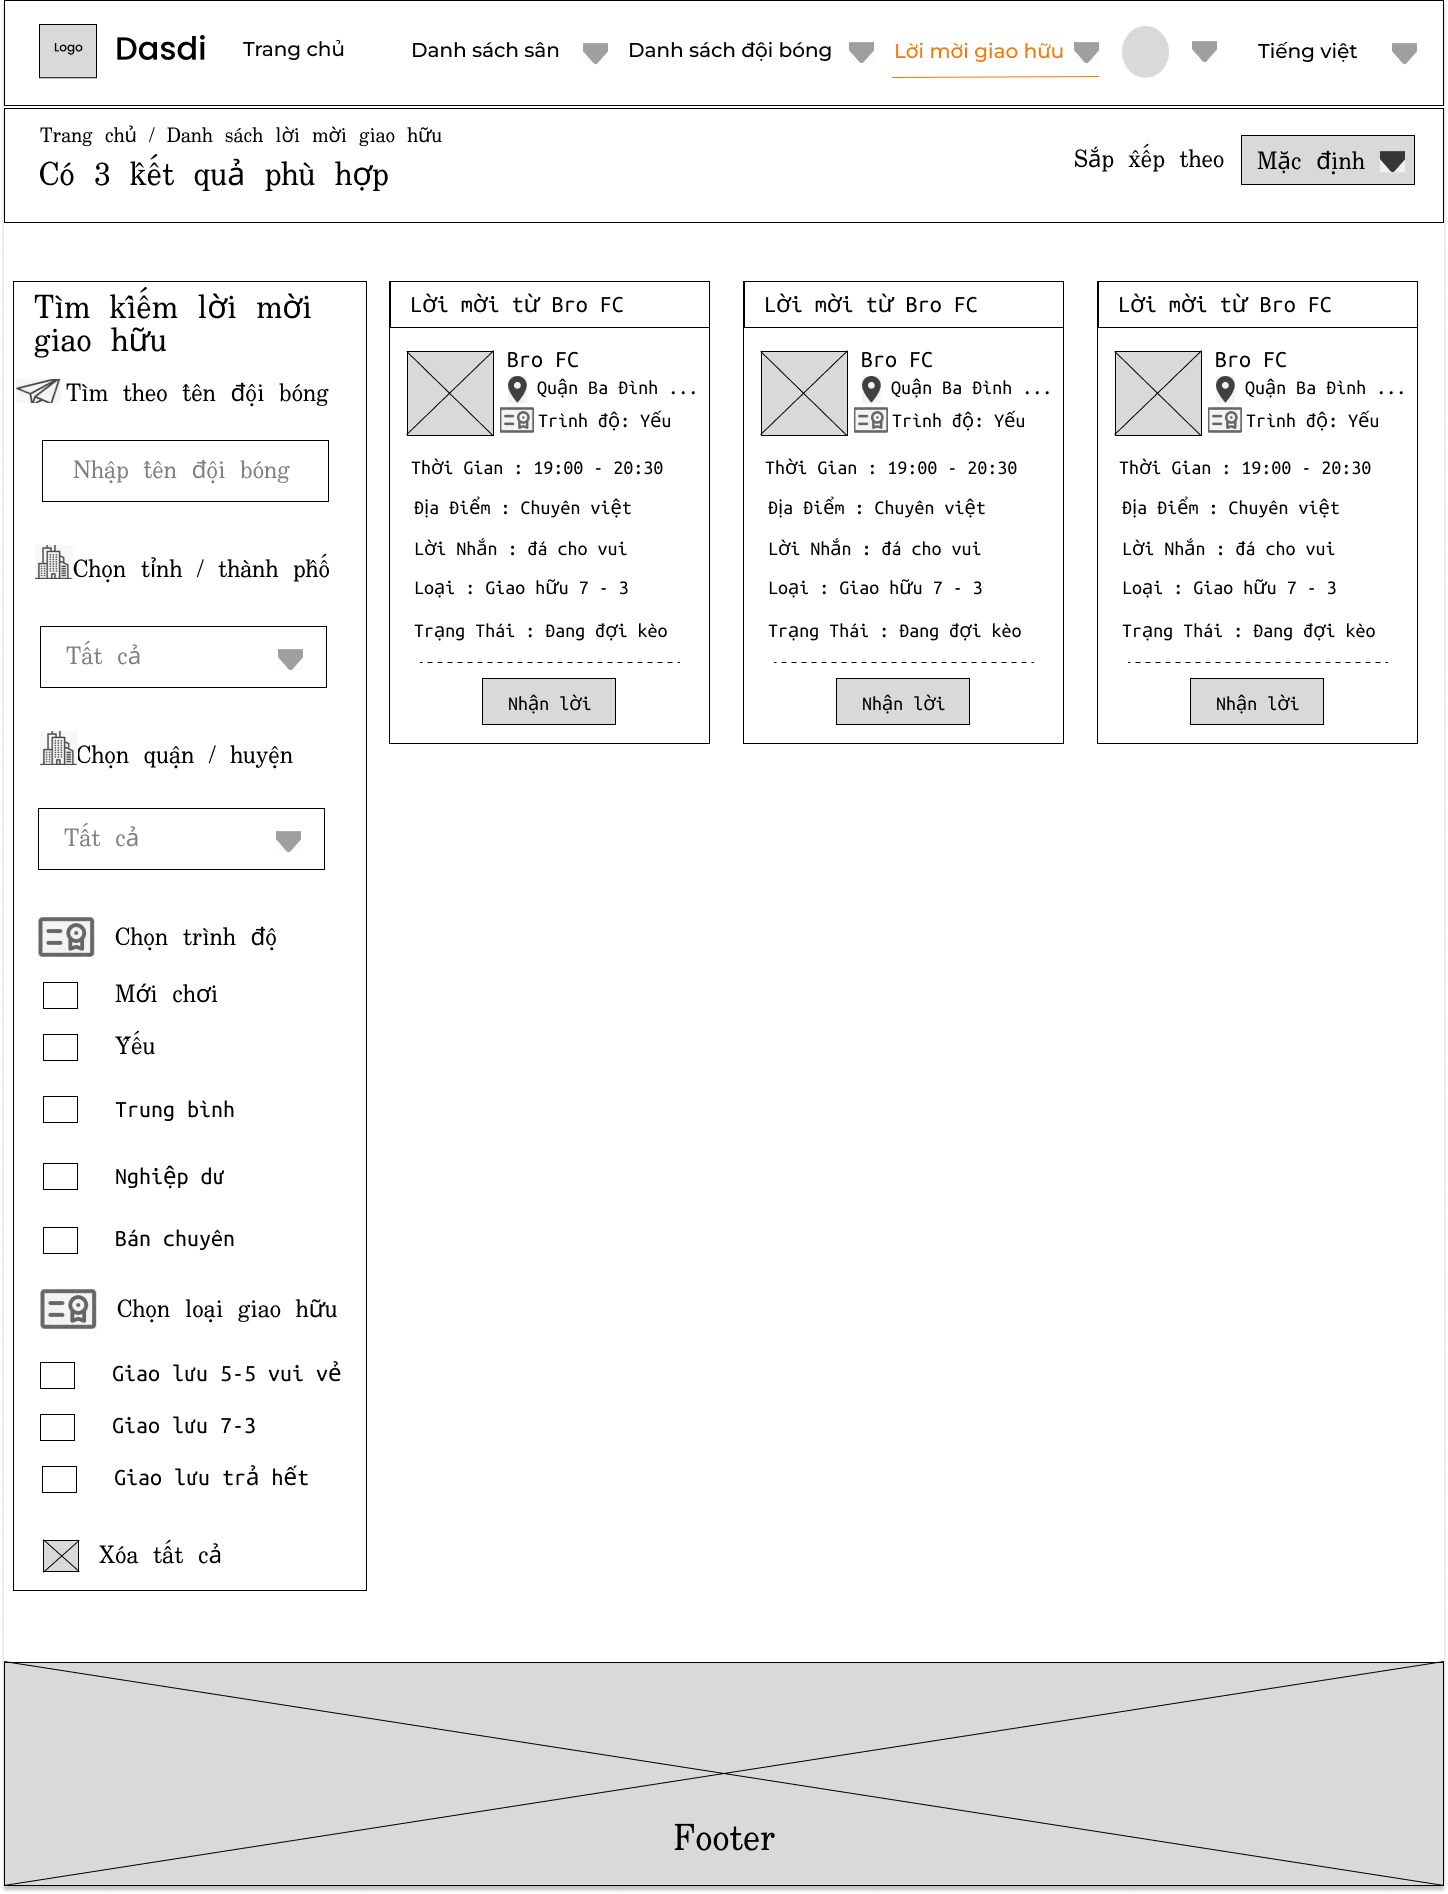 Logo
Dasdi
Trang chủ
Danh sách sân
Danh sách đội bóng
Lời mời giao hữu
Tiếng việt
Trang chủ / Danh sách lời mời giao hữu
Có 3 kết quả phù hợp
Sắp xếp theo
Mặc định
Tìm kiếm lời mời
giao hữu
Tìm theo tên đội bóng
Nhập tên đội bóng
Chọn tỉnh / thành phố
Tất cả
Chọn quận / huyện
Tất cả
Chọn trình độ
Mới chơi
Yếu
Trung bình
Nghiệp dư
Bán chuyên
Chọn loại giao hữu
Giao lưu 5-5 vui vẻ
Giao lưu 7-3
Giao lưu trả hết
Xóa tất cả
Lời mời từ Bro FC
Bro FC
Quận Ba Đình ...
Trình độ: Yếu
Thời Gian : 19:00 - 20:30
Địa Điểm : Chuyên việt
Lời Nhắn : đá cho vui
Loại : Giao hữu 7 - 3
Trạng Thái : Đang đợi kèo
Nhận lời
Lời mời từ Bro FC
Bro FC
Quận Ba Đình ...
Trình độ: Yếu
Thời Gian : 19:00 - 20:30
Địa Điểm : Chuyên việt
Lời Nhắn : đá cho vui
Loại : Giao hữu 7 - 3
Trạng Thái : Đang đợi kèo
Nhận lời
Lời mời từ Bro FC
Bro FC
Quận Ba Đình ...
Trình độ: Yếu
Thời Gian : 19:00 - 20:30
Địa Điểm : Chuyên việt
Lời Nhắn : đá cho vui
Loại : Giao hữu 7 - 3
Trạng Thái : Đang đợi kèo
Nhận lời
Footer